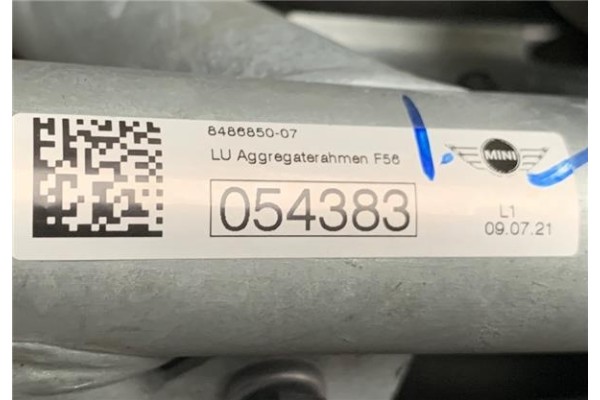 8486850-07
LU Aggregaterahmen F56
054383
MINI
L1
09.07.21